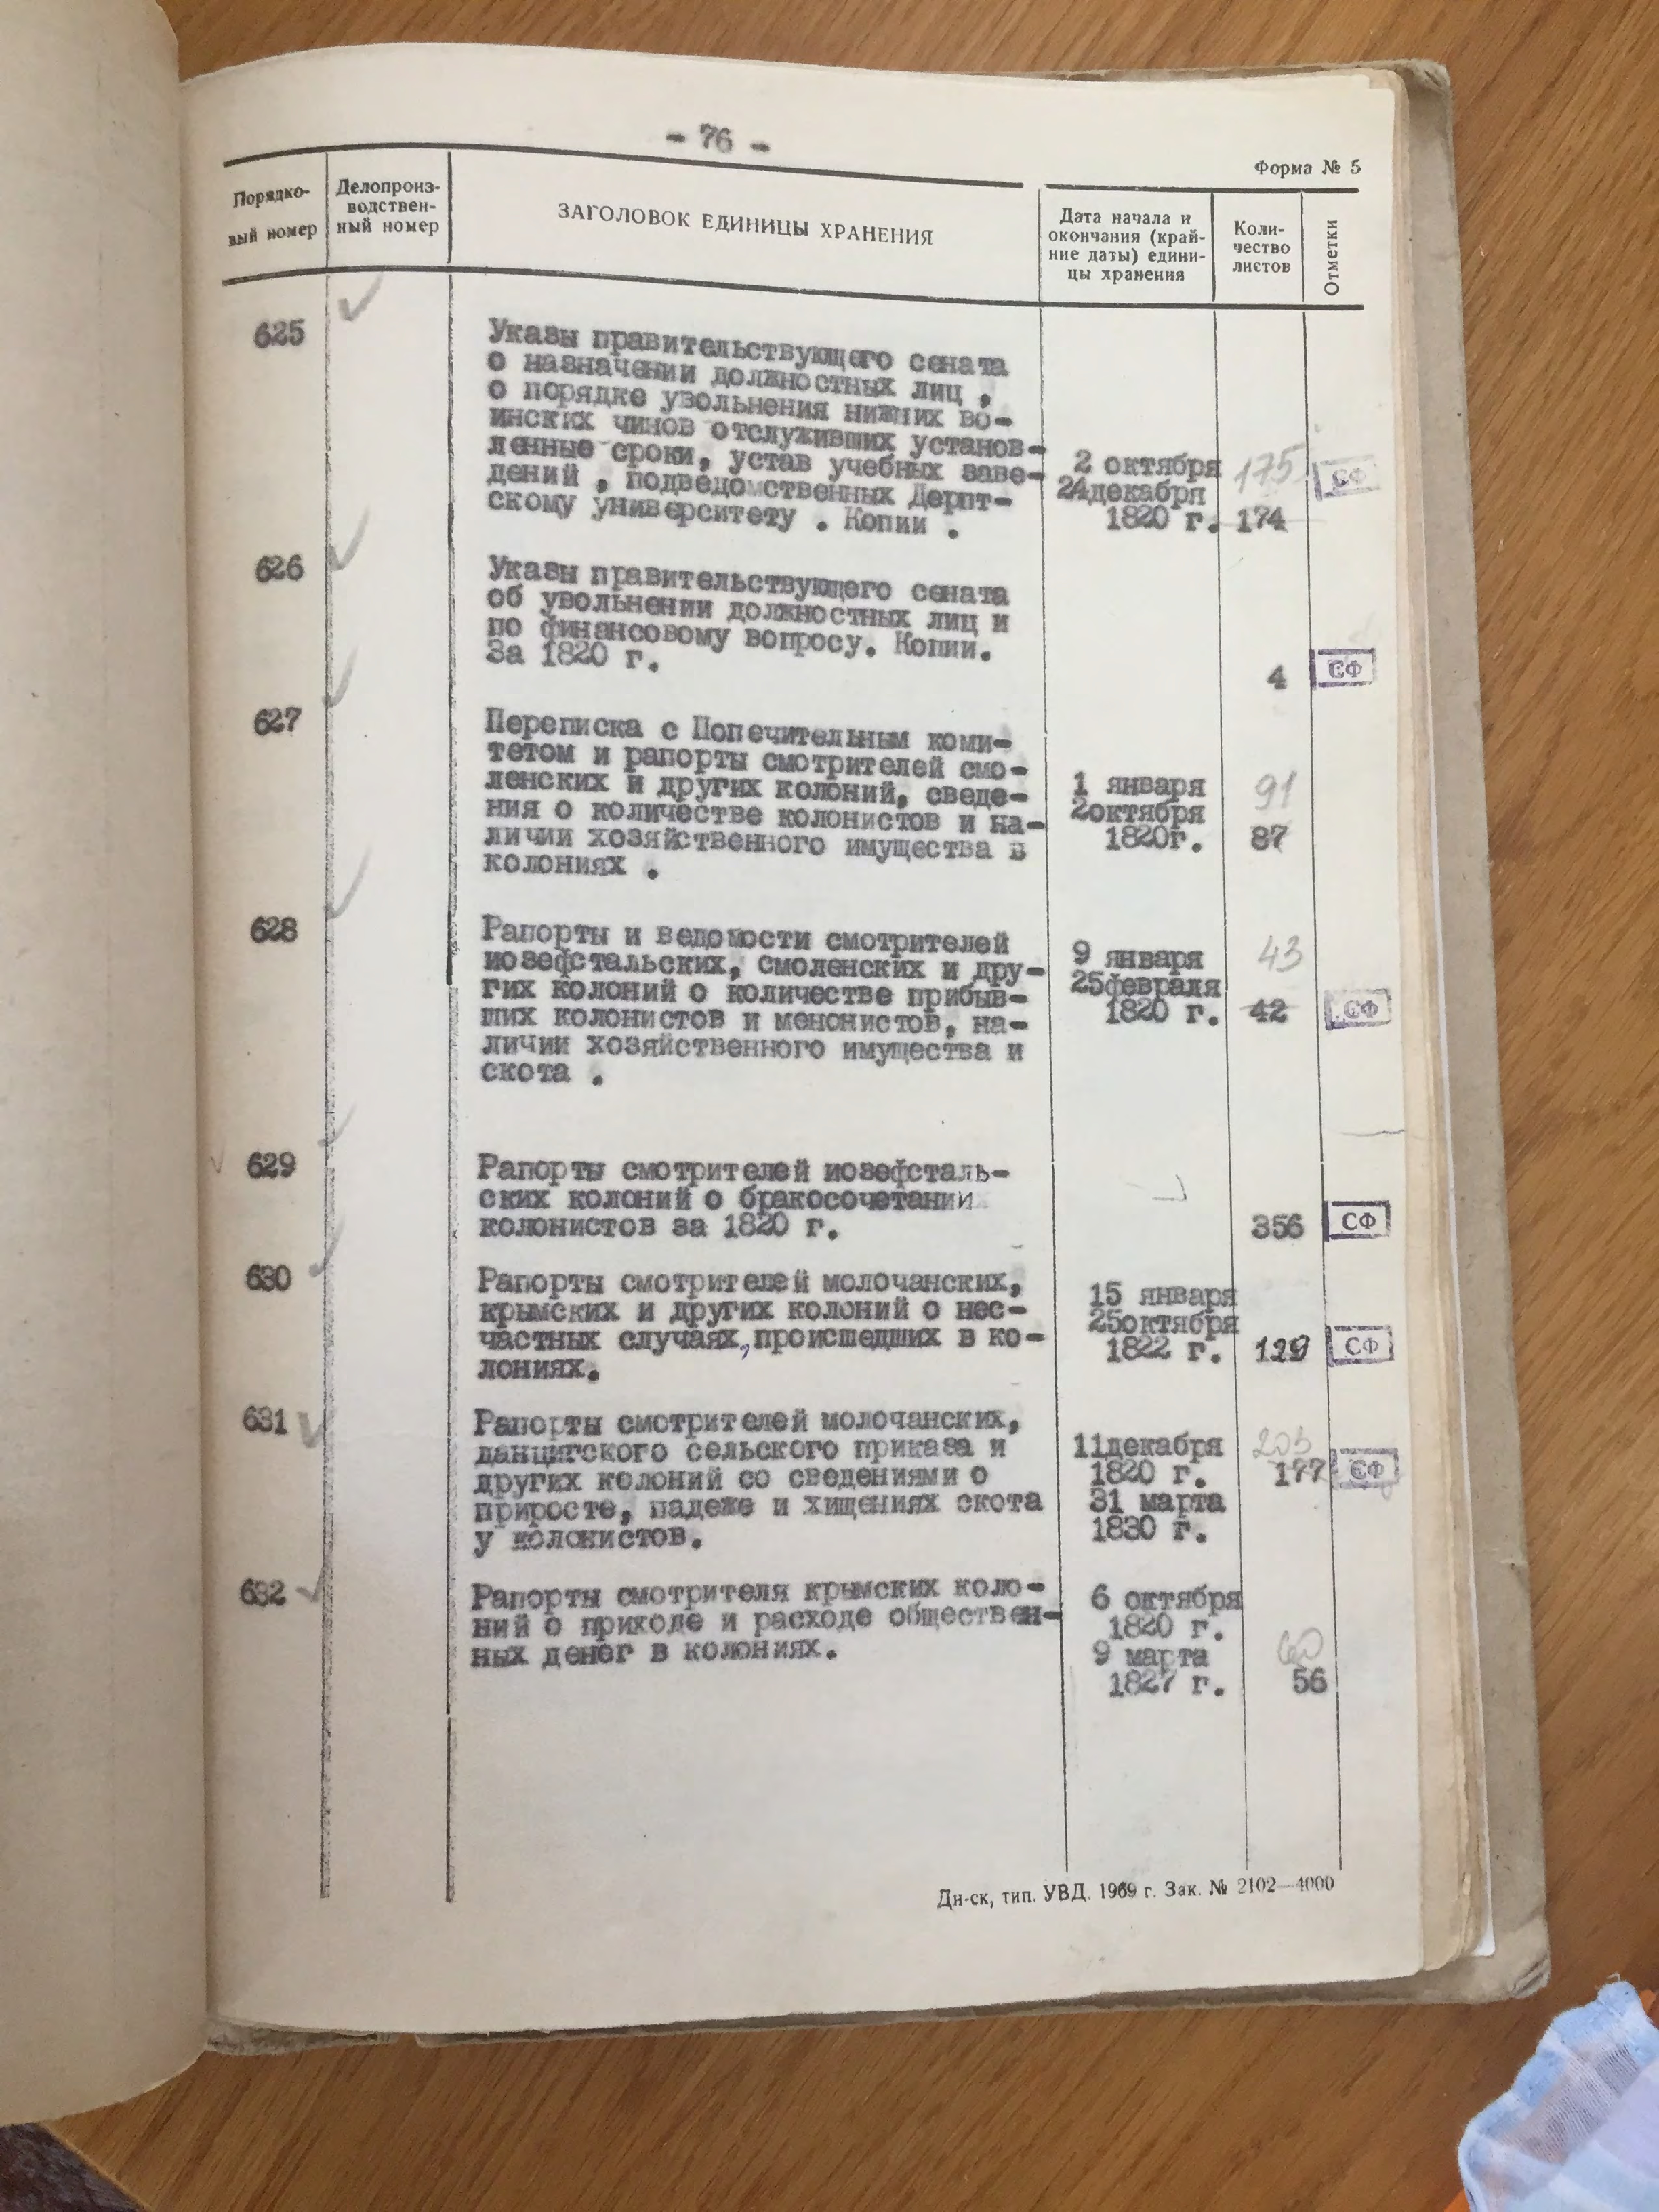 - 76 -
Форма № 5
Порядко-
вый номер
Делопроиз-
водствен-
ный номер
ЗАГОЛОВОК ЕДИНИЦЫ ХРАНЕНИЯ
Дата начала и
окончания (край-
ние даты) едини-
цы хранения
Коли-
чество
листов
Отметки
625
Указы правительствующего сената
о назначении должностных лиц ,
о порядке увольнения нижних во-
инских чинов отслуживших установ-
ленные сроки, устав учебных заве-
дений , подведомственных Дерпт-
скому университету . Копии .
2 октября
24декабря
1820 г.
175
174
СФ
626
Указы правительствующего сената
об увольнении должностных лиц и
по финансовому вопросу. Копии.
За 1820 г.
4
СФ
627
Переписка с Попечительным коми-
тетом и рапорты смотрителей смо-
ленских и других колоний, сведе-
ния о количестве колонистов и на-
личии хозяйственного имущества в
колониях .
1 января
2октября
1820г.
91
87
628
Рапорты и ведомости смотрителей
иозефстальских, смоленских и дру-
гих колоний о количестве прибыв-
ших колонистов и менонистов, на-
личии хозяйственного имущества и
скота .
9 января
25февраля
1820 г.
43
42
СФ
629
Рапорты смотрителей иозефсталь-
ских колоний о бракосочетании
колонистов за 1820 г.
356
СФ
630
Рапорты смотрителей молочанских,
крымских и других колоний о нес-
частных случаях,происшедших в ко-
лониях.
15 января
25октября
1822 г.
129
СФ
631
Рапорты смотрителей молочанских,
данцигского сельского приказа и
других колоний со сведениями о
приросте, падеже и хищениях скота
у колонистов.
11декабря
1820 г.
31 марта
1830 г.
203
177
СФ
632
Рапорты смотрителя крымских коло-
ний о приходе и расходе обществен-
ных денег в колониях.
6 октября
1820 г.
9 марта
1827 г.
60
56
Дн-ск, тип. УВД. 1969 г. Зак. № 2102—4000